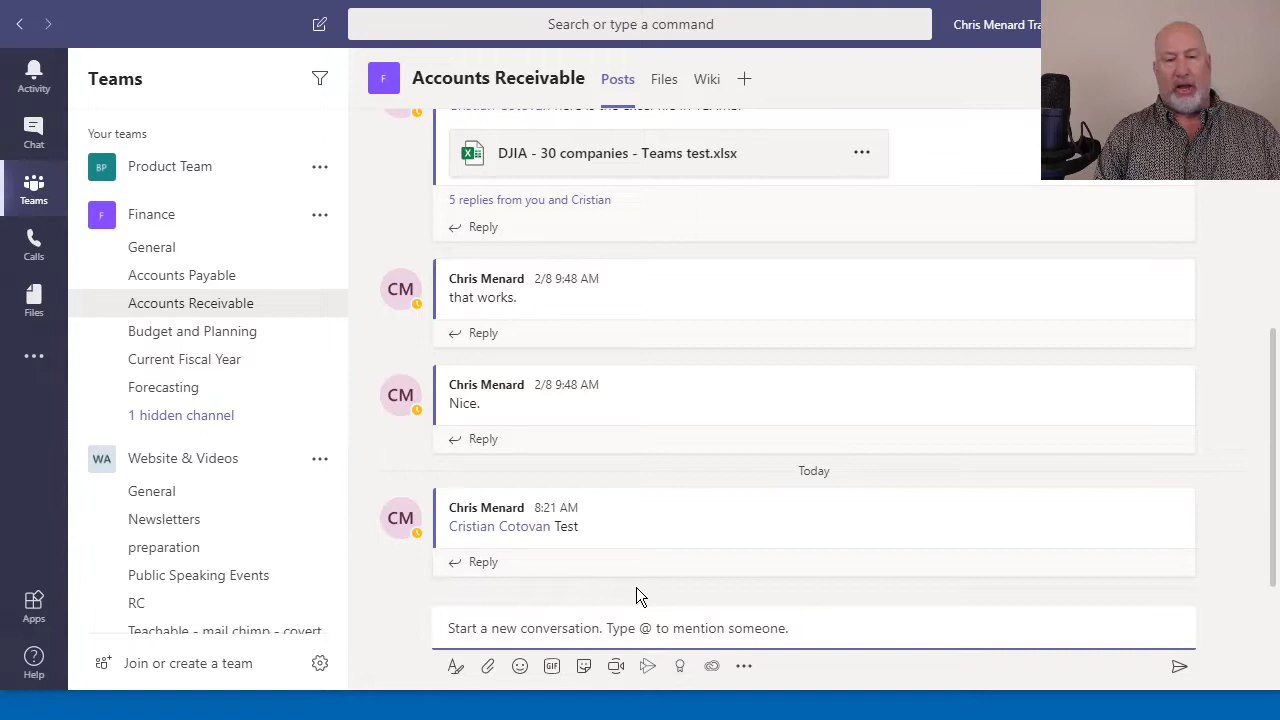 Search or type a command
Chris Menard Tra
Activity
Chat
Teams
Calls
Files
Apps
Help
Teams
Your teams
BP Product Team
F Finance
General
Accounts Payable
Accounts Receivable
Budget and Planning
Current Fiscal Year
Forecasting
1 hidden channel
WA Website & Videos
General
Newsletters
preparation
Public Speaking Events
RC
Teachable - mail chimp - covert
Join or create a team
F Accounts Receivable Posts Files Wiki
DJIA - 30 companies - Teams test.xlsx
5 replies from you and Cristian
Reply
CM Chris Menard 2/8 9:48 AM
that works.
Reply
CM Chris Menard 2/8 9:48 AM
Nice.
Reply
Today
CM Chris Menard 8:21 AM
Cristian Cotovan Test
Reply
Start a new conversation. Type @ to mention someone.
GIF